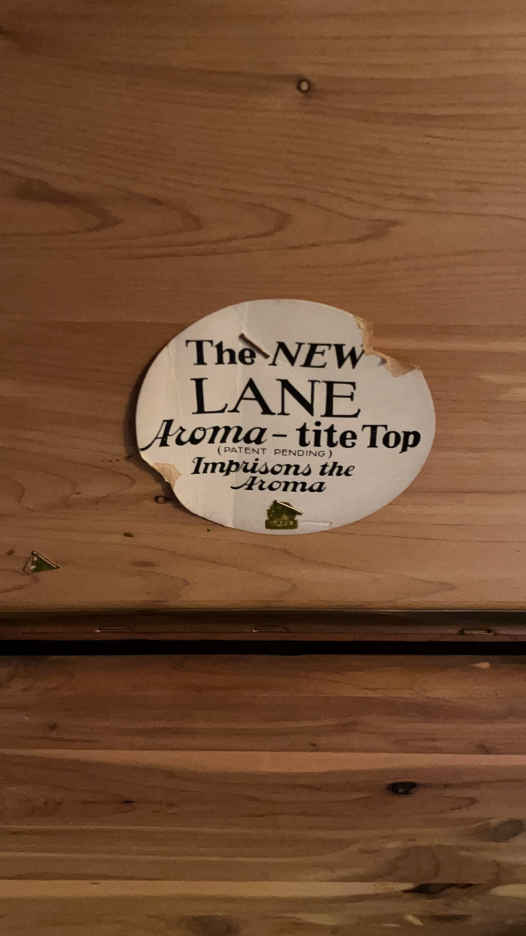 The NEW
LANE
Aroma-tite Top
(PATENT PENDING)
Imprisons the
Aroma